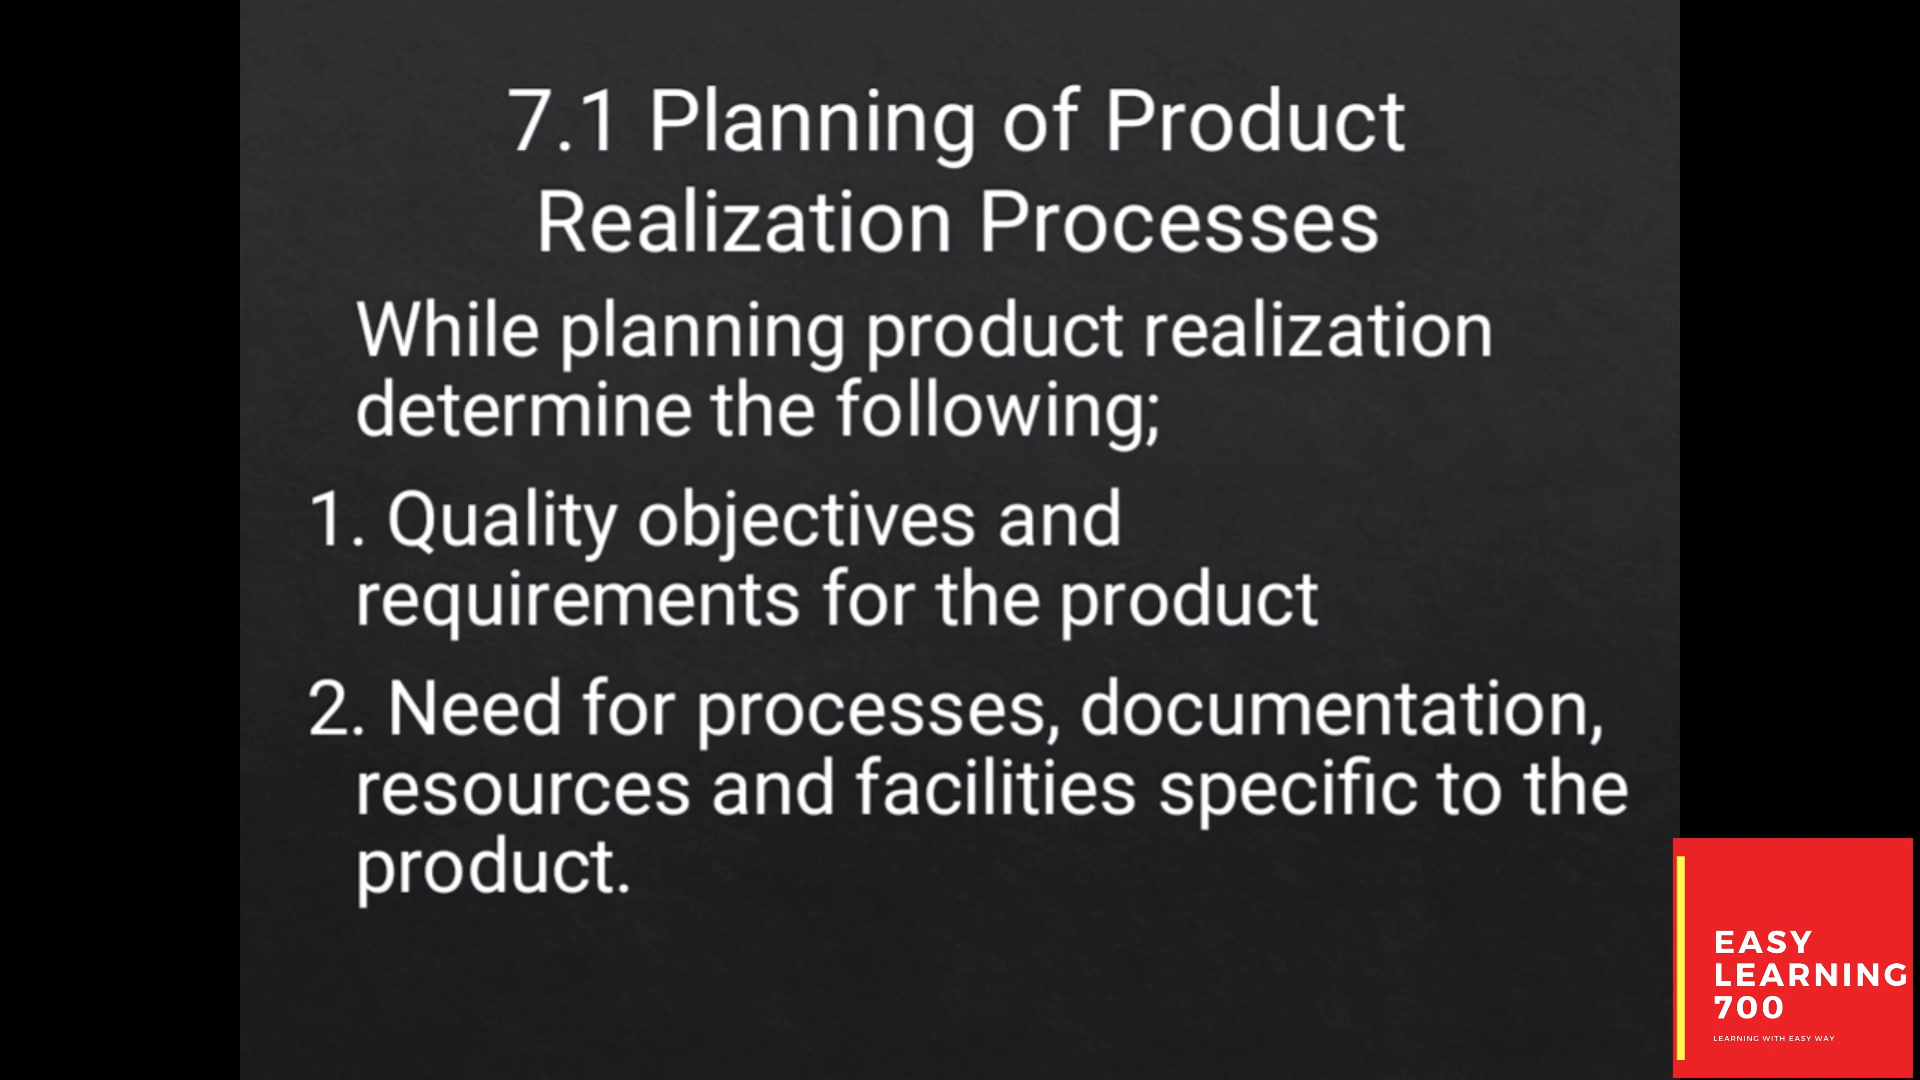 7.1 Planning of Product
Realization Processes
While planning product realization
determine the following;
1. Quality objectives and
requirements for the product
2. Need for processes, documentation,
resources and facilities specific to the
product.
EASY
LEARNING
700
LEARNING WITH EASY WAY